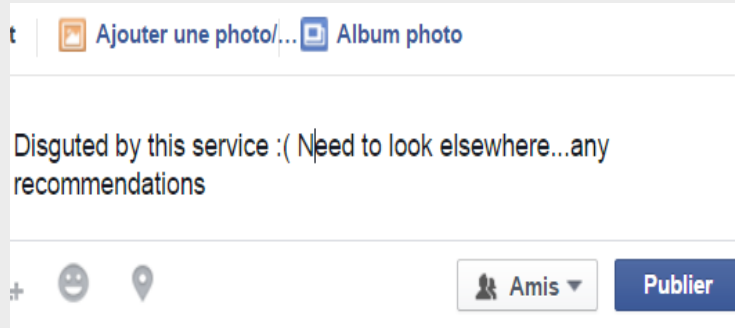 t Ajouter une photo/... Album photo
Disguted by this service :( Need to look elsewhere...any
recommendations
Amis Publier